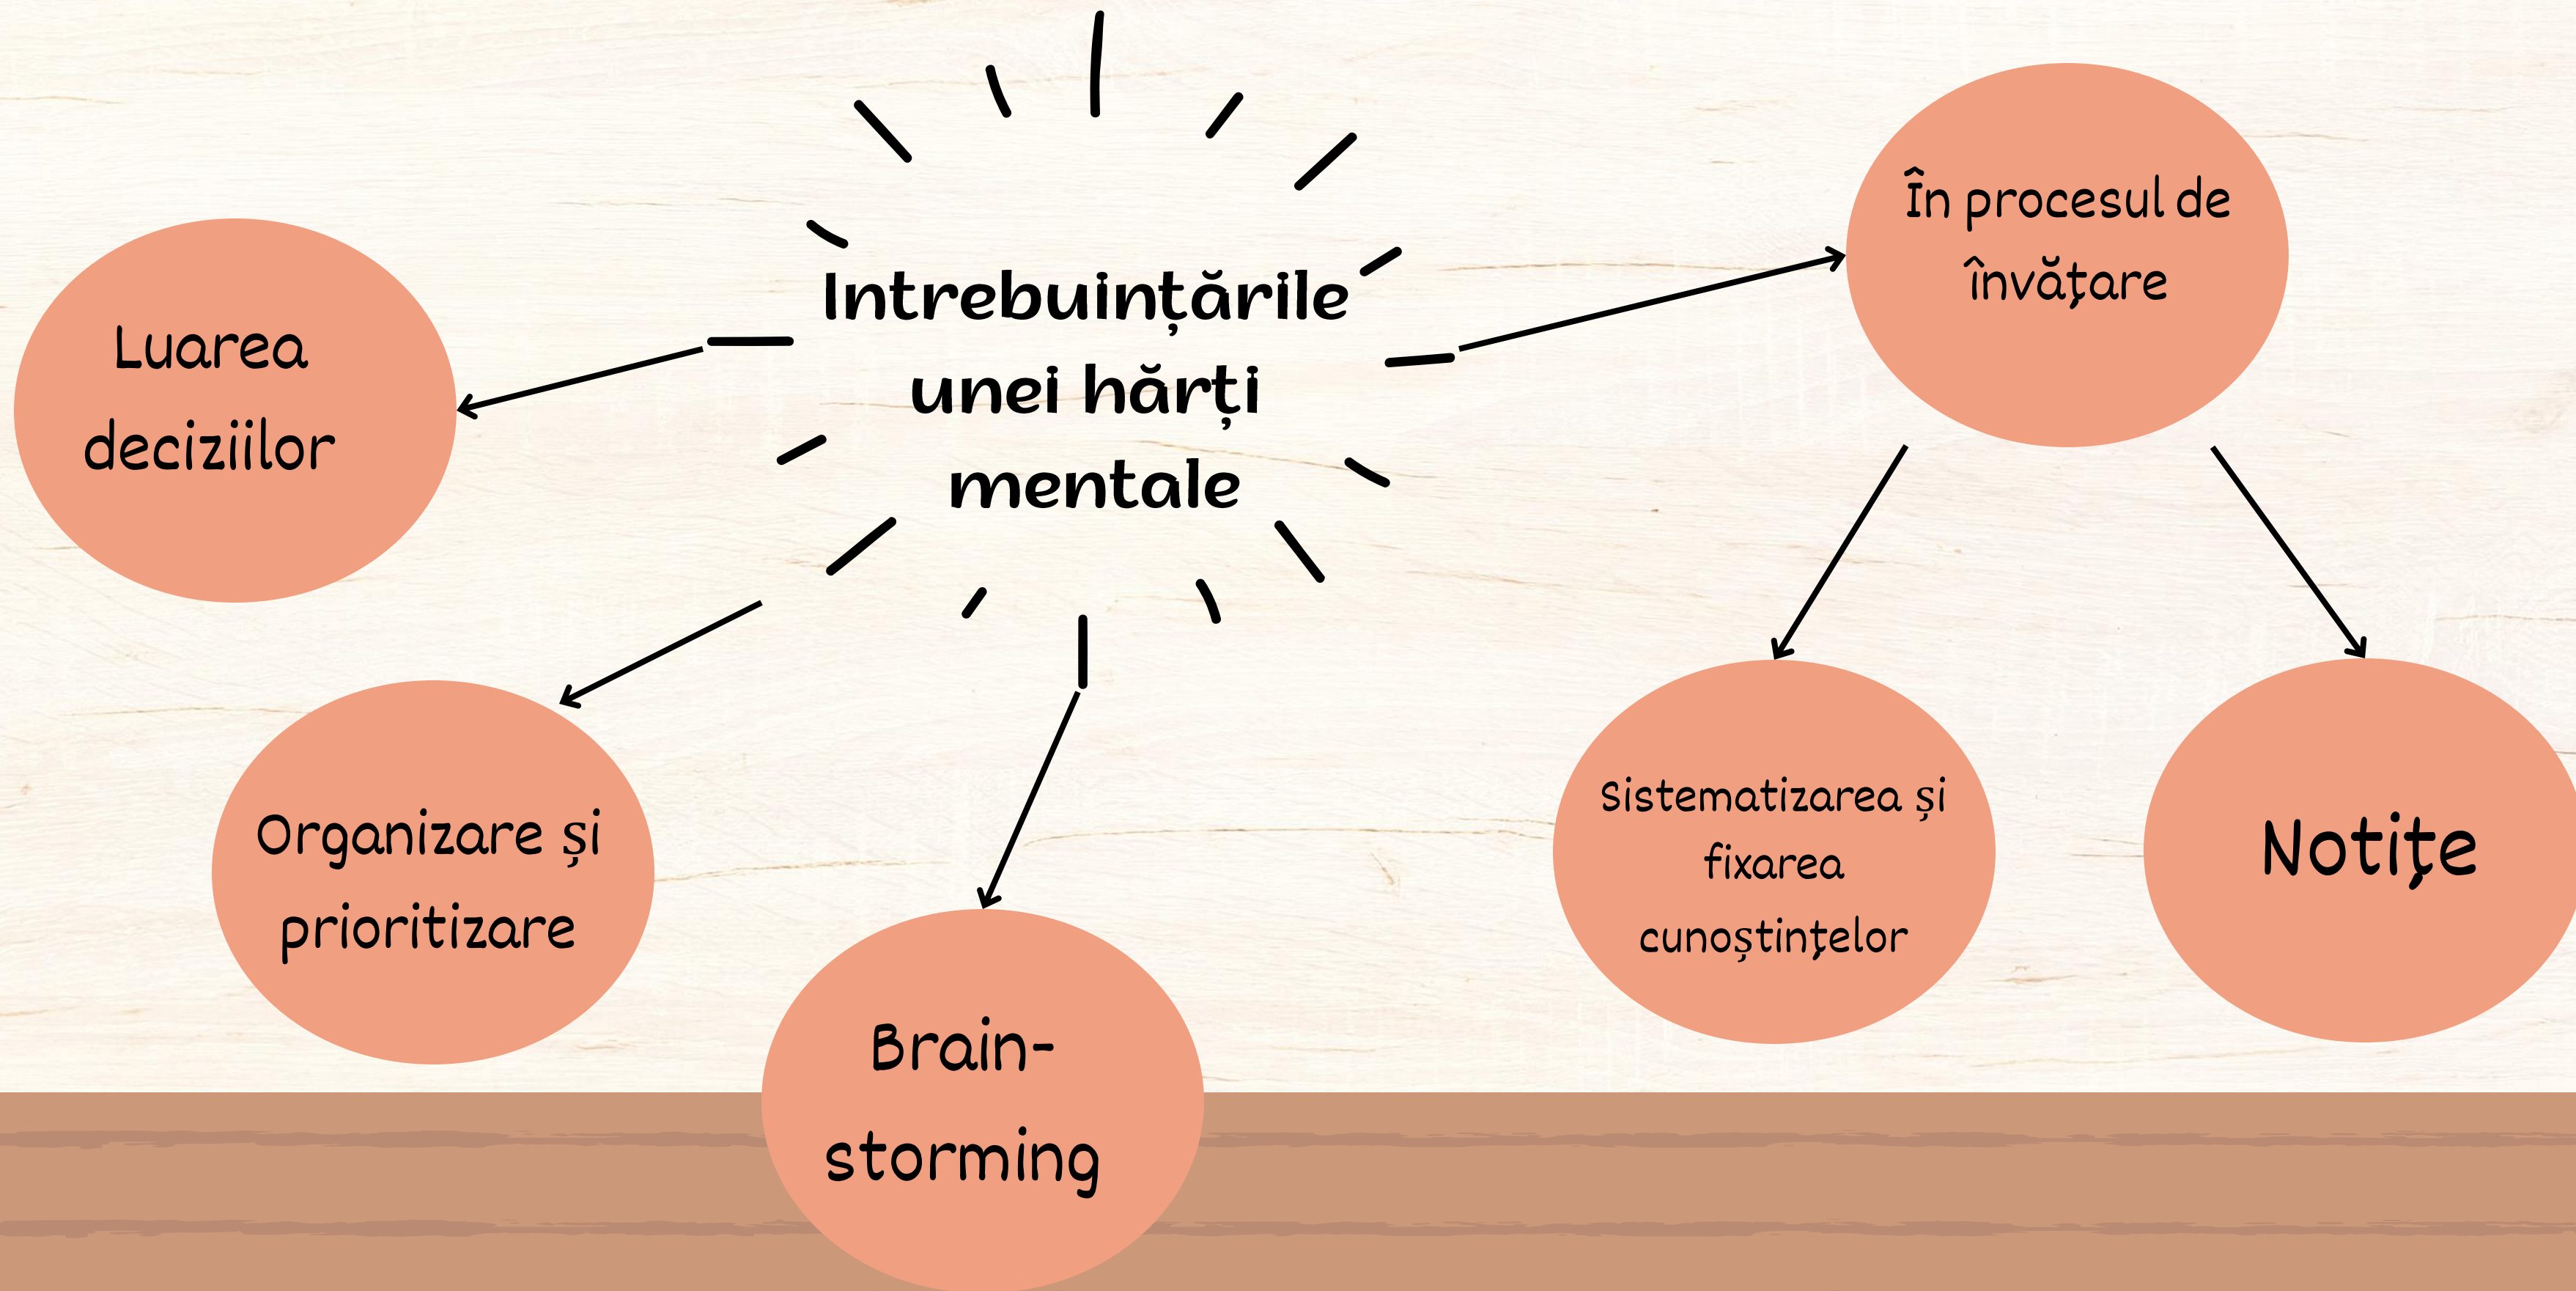 Intrebuințările
unei hărți
mentale
Luarea
deciziilor
Organizare și
prioritizare
Brain-
storming
În procesul de
învățare
Sistematizarea și
fixarea
cunoștințelor
Notițe